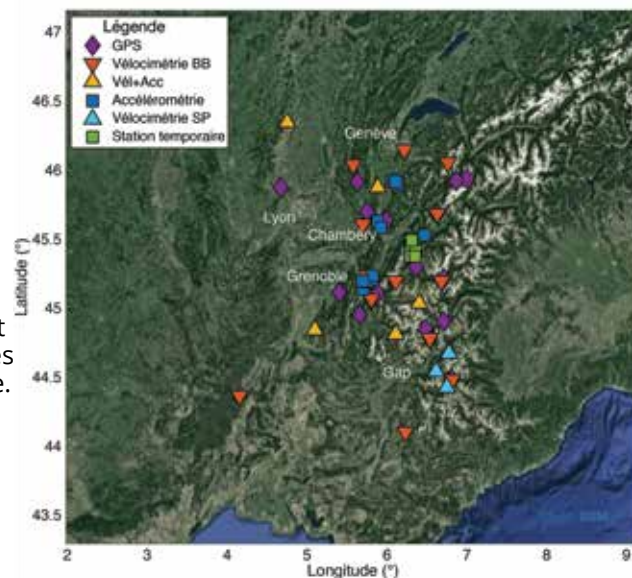 Légende
GPS
Vélocimétrie BB
Vél+Acc
Accélérométrie
Vélocimétrie SP
Station temporaire
47
46.5
46
45.5
45
44.5
44
43.5
Latitude (°)
Genève
Lyon
Chambéry
Grenoble
Gap
t
es
e.
2 3 4 5 6 7 8 9
Longitude (°)